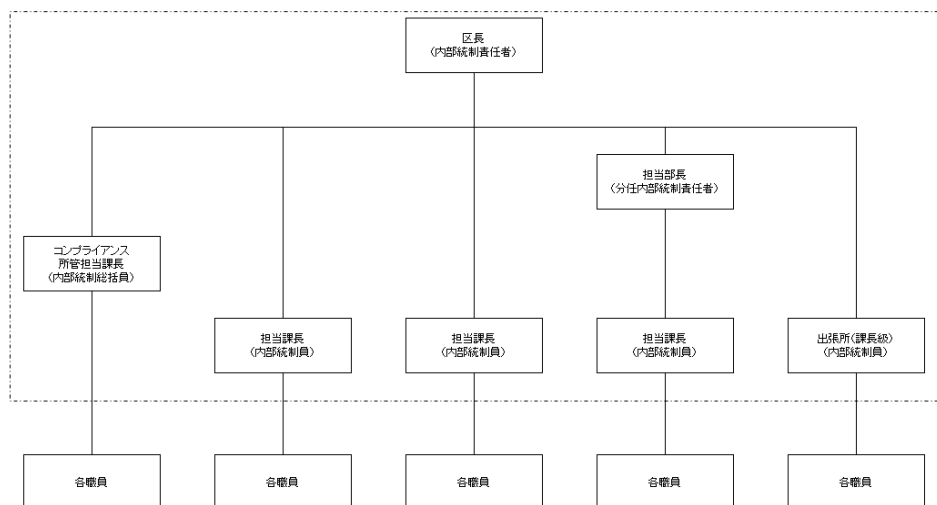 区長
(内部統制責任者)
担当部長
(分任内部統制責任者)
コンプライアンス
所管担当課長
(内部統制総括員)
担当課長
(内部統制員)
担当課長
(内部統制員)
担当課長
(内部統制員)
出張所(課長級)
(内部統制員)
各職員
各職員
各職員
各職員
各職員